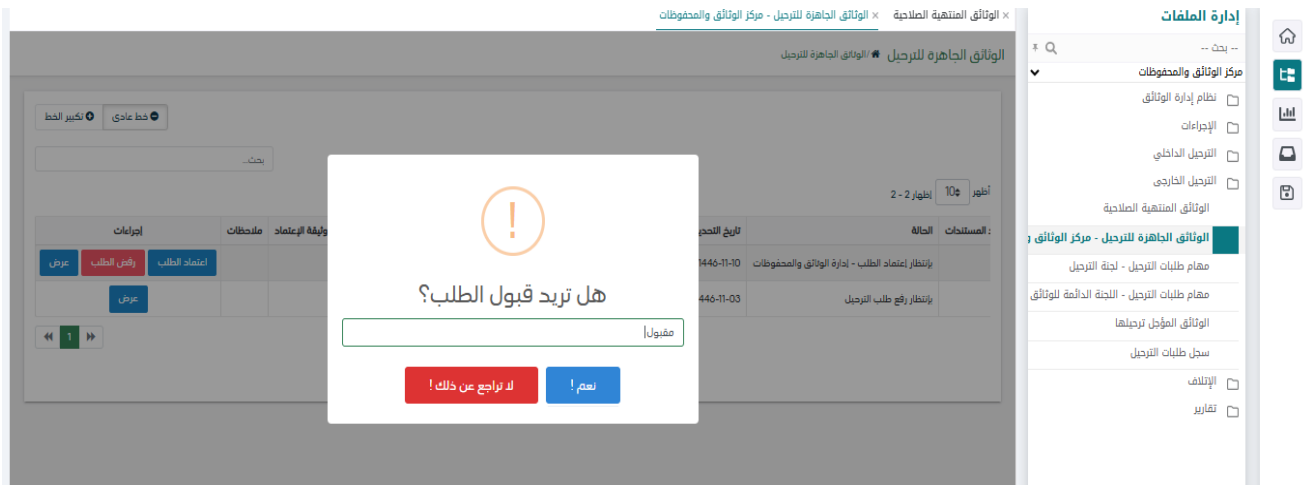 إدارة الملفات
-- بحث --
مركز الوثائق والمحفوظات
نظام إدارة الوثائق
الإجراءات
الترحيل الداخلي
الترحيل الخارجى
الوثائق المنتهية الصلاحية
الوثائق الجاهزة للترحيل - مركز الوثائق و
مهام طلبات الترحيل - لجنة الترحيل
مهام طلبات الترحيل - اللجنة الدائمة للوثائق
الوثائق المؤجل ترحيلها
سجل طلبات الترحيل
الإتلاف
تقارير
× الوثائق المنتهية الصلاحية × الوثائق الجاهزة للترحيل - مركز الوثائق والمحفوظات
الوثائق الجاهزة للترحيل /الوثائق الجاهزة للترحيل
خط عادى تكبير الخط
بحث...
أظهر 10 إظهار 2 - 2
المستندات الحالة تاريخ التحدي وثيقة الإعتماد ملاحظات إجراءات
بإنتظار إعتماد الطلب - إدارة الوثائق والمحفوظات 1446-11-10 اعتماد الطلب رفض الطلب عرض
بإنتظار رفع طلب الترحيل 446-11-03 عرض
1
!
هل تريد قبول الطلب؟
مقبول
نعم ! لا تراجع عن ذلك !